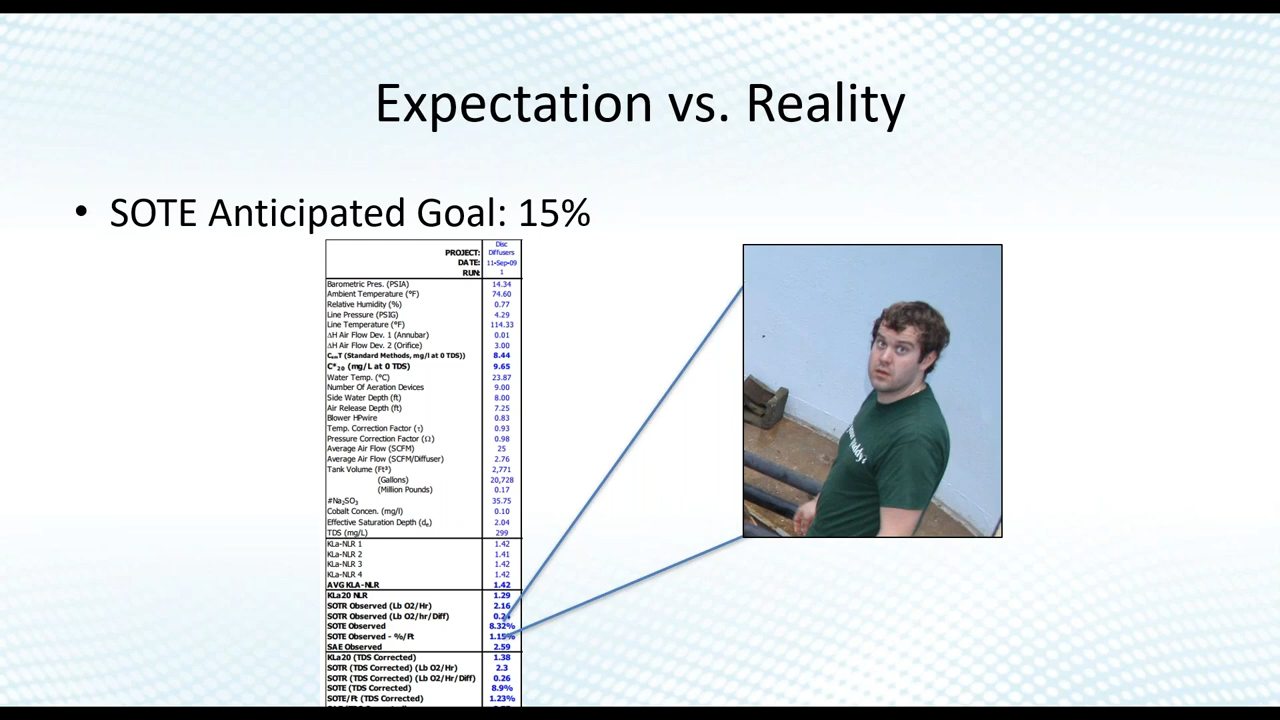 Expectation vs. Reality
• SOTE Anticipated Goal: 15%
PROJECT: Disc Diffusers
DATE: 11-Sep-09
RUN: 1
Barometric Pres. (PSIA) 14.34
Ambient Temperature (°F) 74.60
Relative Humidity (%) 0.77
Line Pressure (PSIG) 4.29
Line Temperature (°F) 114.33
ΔH Air Flow Dev. 1 (Annubar) 0.01
ΔH Air Flow Dev. 2 (Orifice) 3.00
(Standard Methods, mg/l at 0 TDS)) 8.44
C*20 (mg/L at 0 TDS) 9.65
Water Temp. (°C) 23.87
Number Of Aeration Devices 9.00
Side Water Depth (ft) 8.00
Air Release Depth (ft) 7.25
Blower HPwire 0.83
Temp. Correction Factor (τ) 0.93
Pressure Correction Factor (Ω) 0.98
Average Air Flow (SCFM) 25
Average Air Flow (SCFM/Diffuser) 2.76
Tank Volume (Ft³) 2,771
(Gallons) 20,728
(Million Pounds) 0.17
#Na2SO3 35.75
Cobalt Concen. (mg/l) 0.10
Effective Saturation Depth (de) 2.04
TDS (mg/L) 299
KLa-NLR 1 1.42
KLa-NLR 2 1.41
KLa-NLR 3 1.42
KLa-NLR 4 1.42
AVG KLA-NLR 1.42
KLa20 NLR 1.29
SOTR Observed (Lb O2/Hr) 2.16
SOTR Observed (Lb O2/hr/Diff)
SOTE Observed 8.32%
SOTE Observed - %/Ft 1.15%
SAE Observed 2.59
KLa20 (TDS Corrected) 1.38
SOTR (TDS Corrected) (Lb O2/Hr) 2.3
SOTR (TDS Corrected) (Lb O2/Hr/Diff) 0.26
SOTE (TDS Corrected) 8.9%
SOTE/Ft (TDS Corrected) 1.23%